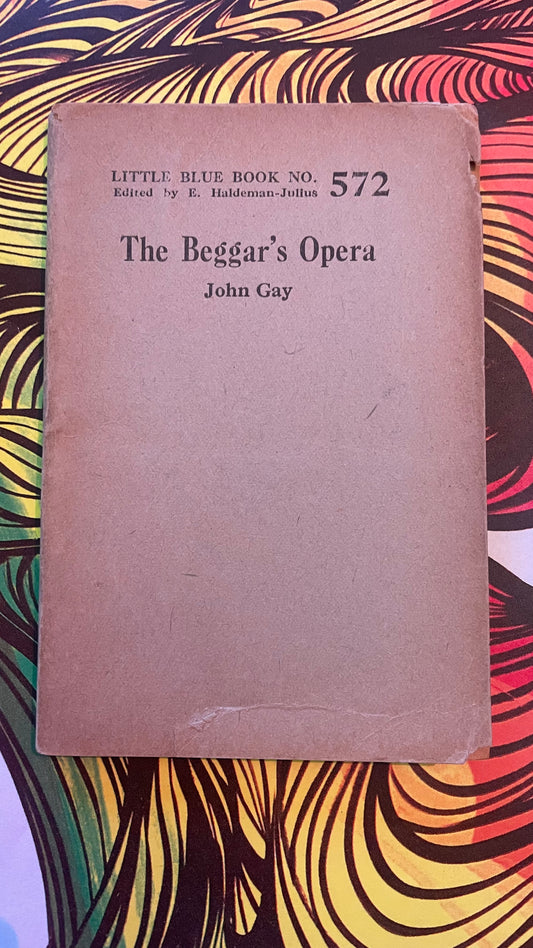 LITTLE BLUE BOOK NO. 572
Edited by E. Haldeman-Julius
The Beggar's Opera
John Gay